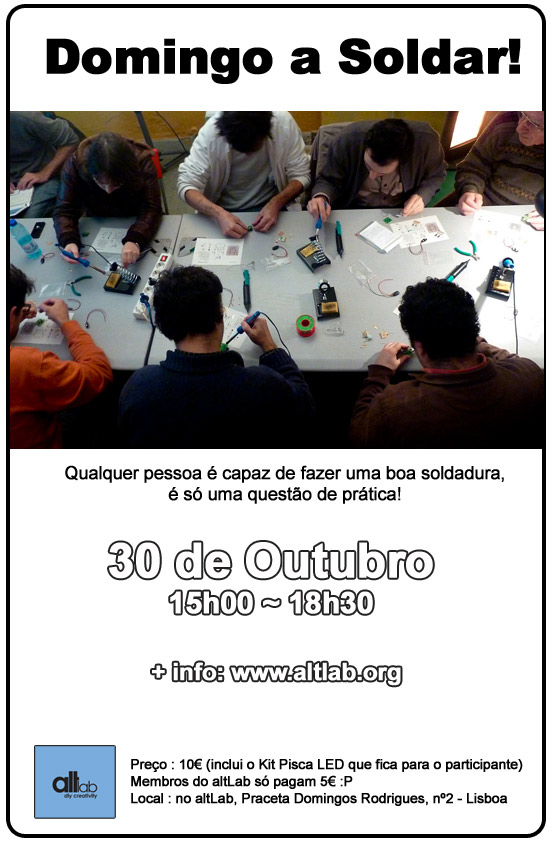 Domingo a Soldar!
Qualquer pessoa é capaz de fazer uma boa soldadura,
é só uma questão de prática!
30 de Outubro
15h00 ~ 18h30
+ info: www.altlab.org
altlab
diy creativity
Preço : 10€ (inclui o Kit Pisca LED que fica para o participante)
Membros do altLab só pagam 5€ :P
Local : no altLab, Praceta Domingos Rodrigues, nº2 - Lisboa